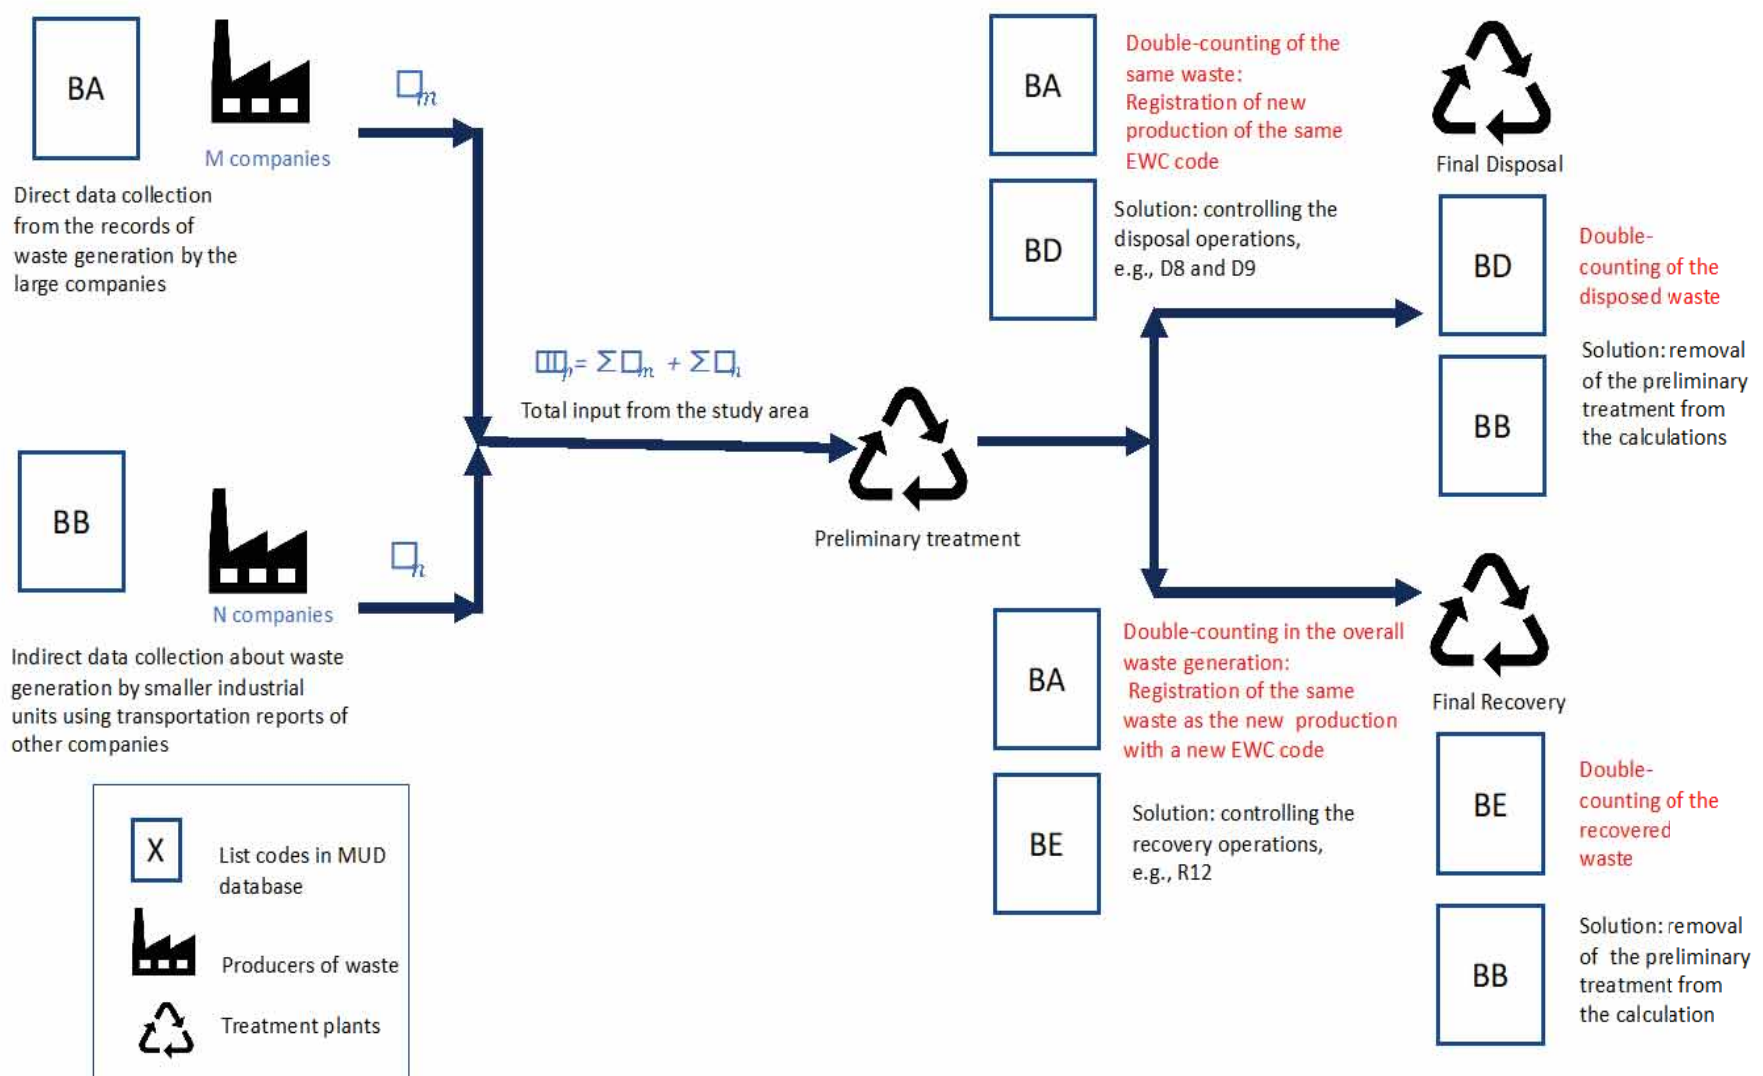 BA
M companies
□m
Direct data collection
from the records of
waste generation by the
large companies
BB
N companies
□n
Indirect data collection about waste
generation by smaller industrial
units using transportation reports of
other companies
X
List codes in MUD
database
Producers of waste
Treatment plants
= Σ□m + Σ□
Total input from the study area
Preliminary treatment
BA
Double-counting of the
same waste:
Registration of new
production of the same
EWC code
BD
Solution: controlling the
disposal operations,
e.g., D8 and D9
Final Disposal
BD
Double-
counting of the
disposed waste
BB
Solution: removal
of the preliminary
treatment from
the calculations
BA
Double-counting in the overall
waste generation:
Registration of the same
waste as the new production
with a new EWC code
BE
Solution: controlling the
recovery operations,
e.g., R12
Final Recovery
BE
Double-
counting of the
recovered
waste
BB
Solution: removal
of the preliminary
treatment from
the calculation